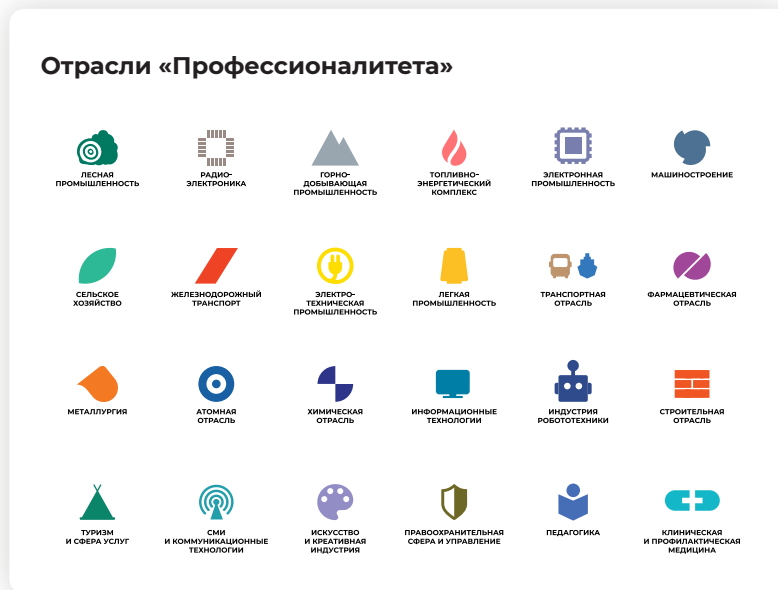 Отрасли «Профессионалитета»
ЛЕСНАЯ
ПРОМЫШЛЕННОСТЬ
РАДИО-
ЭЛЕКТРОНИКА
ГОРНО-
ДОБЫВАЮЩАЯ
ПРОМЫШЛЕННОСТЬ
ТОПЛИВНО-
ЭНЕРГЕТИЧЕСКИЙ
КОМПЛЕКС
ЭЛЕКТРОННАЯ
ПРОМЫШЛЕННОСТЬ
МАШИНОСТРОЕНИЕ
СЕЛЬСКОЕ
ХОЗЯЙСТВО
ЖЕЛЕЗНОДОРОЖНЫЙ
ТРАНСПОРТ
ЭЛЕКТРО-
ТЕХНИЧЕСКАЯ
ПРОМЫШЛЕННОСТЬ
ЛЕГКАЯ
ПРОМЫШЛЕННОСТЬ
ТРАНСПОРТНАЯ
ОТРАСЛЬ
ФАРМАЦЕВТИЧЕСКАЯ
ОТРАСЛЬ
МЕТАЛЛУРГИЯ
АТОМНАЯ
ОТРАСЛЬ
ХИМИЧЕСКАЯ
ОТРАСЛЬ
ИНФОРМАЦИОННЫЕ
ТЕХНОЛОГИИ
ИНДУСТРИЯ
РОБОТОТЕХНИКИ
СТРОИТЕЛЬНАЯ
ОТРАСЛЬ
ТУРИЗМ
И СФЕРА УСЛУГ
СМИ
И КОММУНИКАЦИОННЫЕ
ТЕХНОЛОГИИ
ИСКУССТВО
И КРЕАТИВНАЯ
ИНДУСТРИЯ
ПРАВООХРАНИТЕЛЬНАЯ
СФЕРА И УПРАВЛЕНИЕ
ПЕДАГОГИКА
КЛИНИЧЕСКАЯ
И ПРОФИЛАКТИЧЕСКАЯ
МЕДИЦИНА